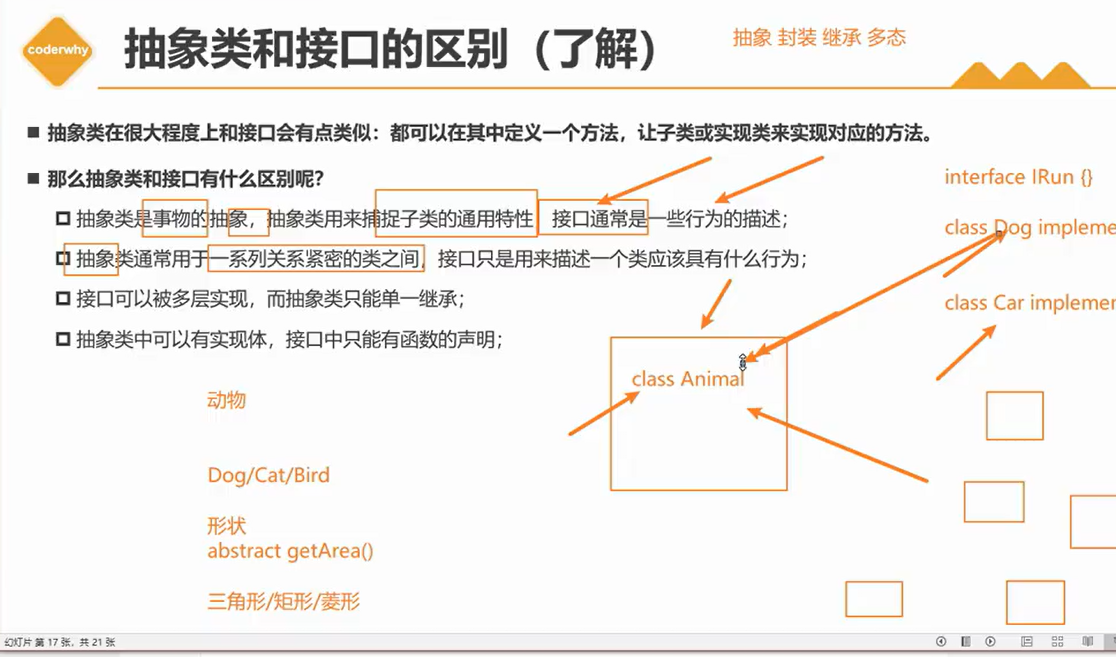 coderwhy
抽象类和接口的区别（了解）
抽象 封装 继承 多态
抽象类在很大程度上和接口会有点类似：都可以在其中定义一个方法，让子类或实现类来实现对应的方法。
那么抽象类和接口有什么区别呢？
抽象类是事物的抽象，抽象类用来捕捉子类的通用特性 接口通常是一些行为的描述；
抽象类通常用于一系列关系紧密的类之间，接口只是用来描述一个类应该具有什么行为；
接口可以被多层实现，而抽象类只能单一继承；
抽象类中可以有实现体，接口中只能有函数的声明；
interface IRun {}
class Dog impleme
class Car implemen
class Animal
动物
Dog/Cat/Bird
形状
abstract getArea()
三角形/矩形/菱形
幻灯片 第 17 张，共 21 张